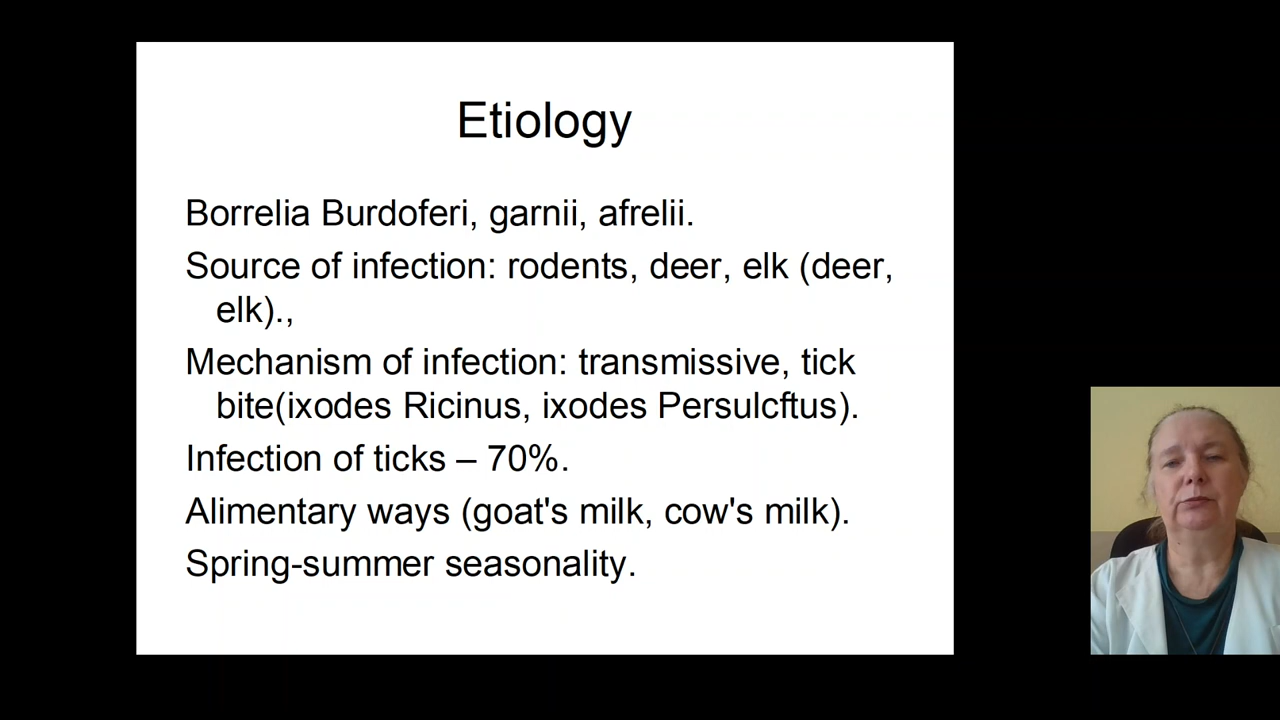 Etiology
Borrelia Burdoferi, garnii, afrelii.
Source of infection: rodents, deer, elk (deer,
elk).,
Mechanism of infection: transmissive, tick
bite(ixodes Ricinus, ixodes Persulcftus).
Infection of ticks – 70%.
Alimentary ways (goat's milk, cow's milk).
Spring-summer seasonality.